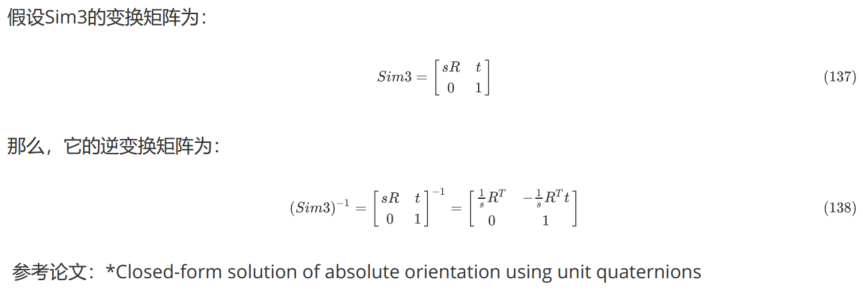 假设Sim3的变换矩阵为：
Sim3 = \begin{bmatrix} sR & t \\ 0 & 1 \end{bmatrix} (137)
那么，它的逆变换矩阵为：
(Sim3)^{-1} = \begin{bmatrix} sR & t \\ 0 & 1 \end{bmatrix}^{-1} = \begin{bmatrix} \frac{1}{s}R^T & -\frac{1}{s}R^T t \\ 0 & 1 \end{bmatrix} (138)
参考论文：*Closed-form solution of absolute orientation using unit quaternions